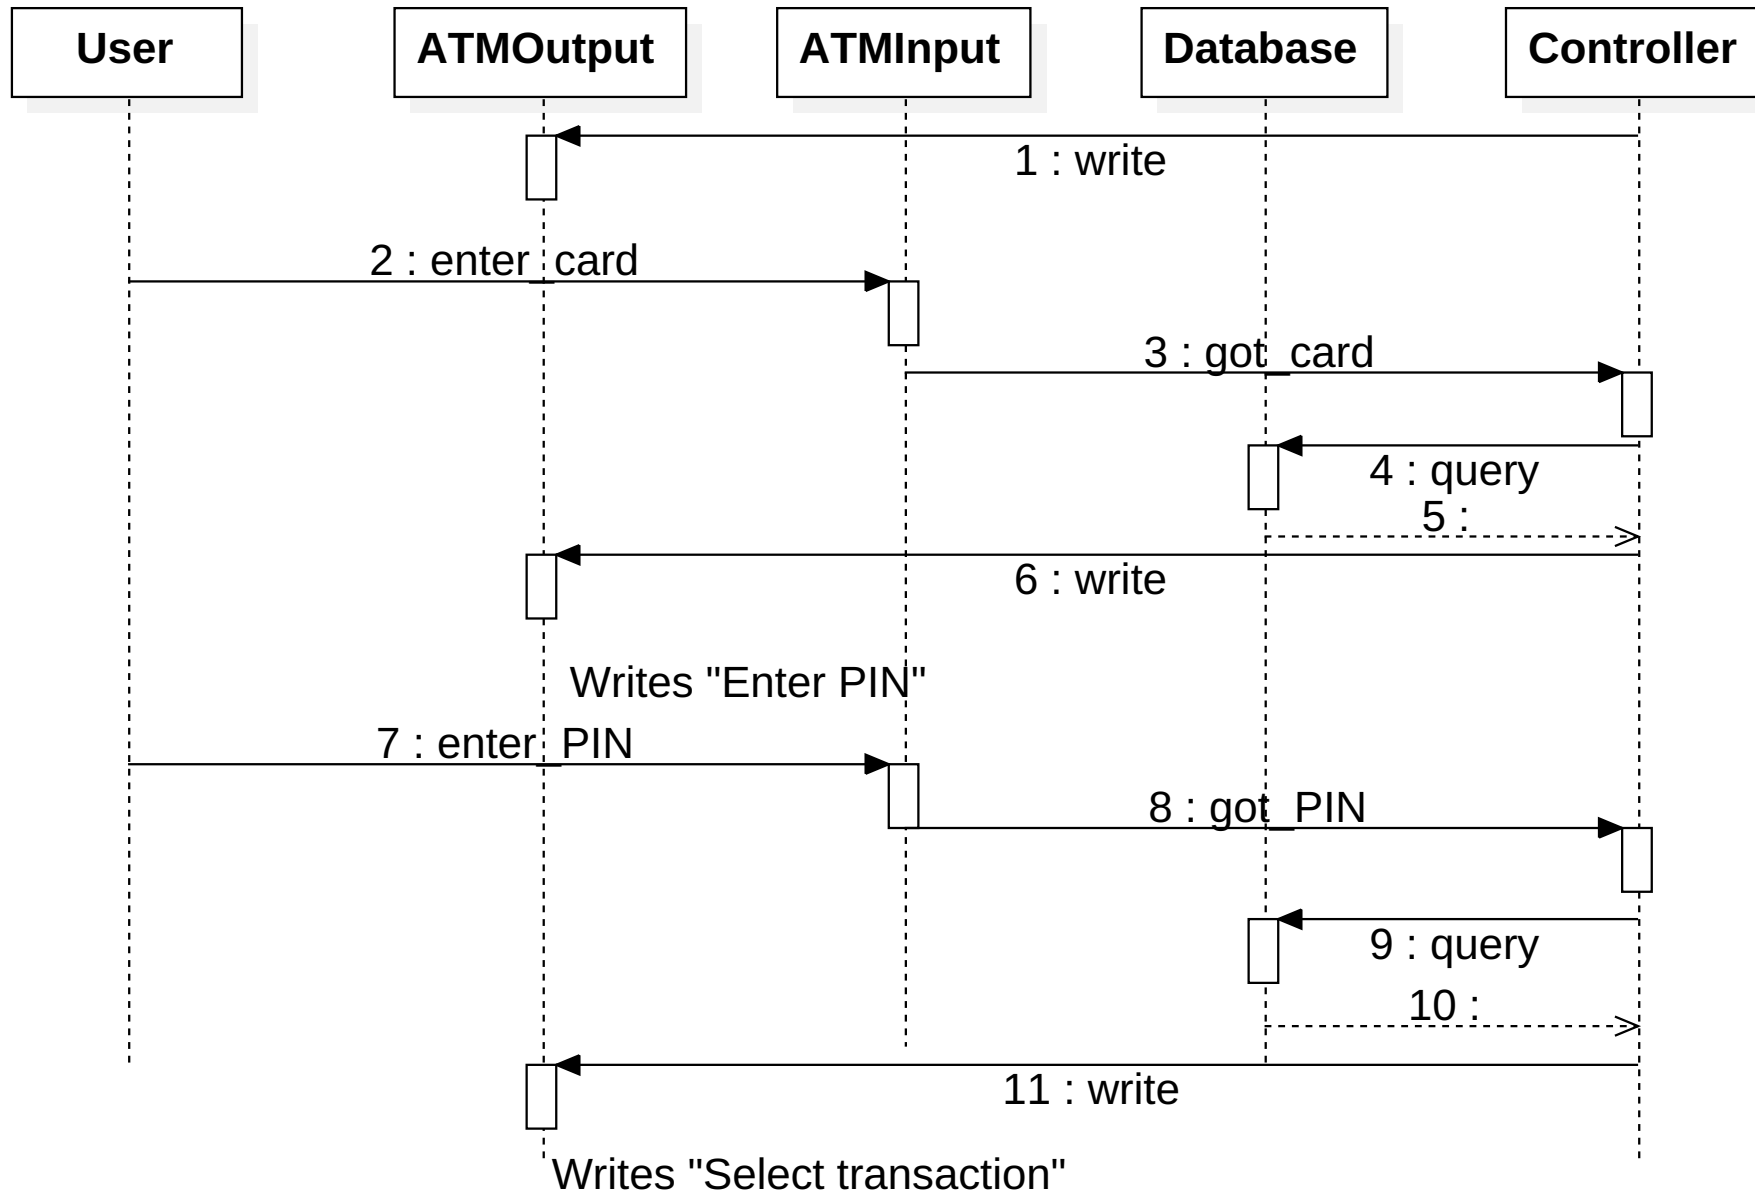 User
ATMOutput
ATMInput
Database
Controller
1 : write
2 : enter_card
3 : got_card
4 : query
5 :
6 : write
Writes "Enter PIN"
7 : enter_PIN
8 : got_PIN
9 : query
10 :
11 : write
Writes "Select transaction"